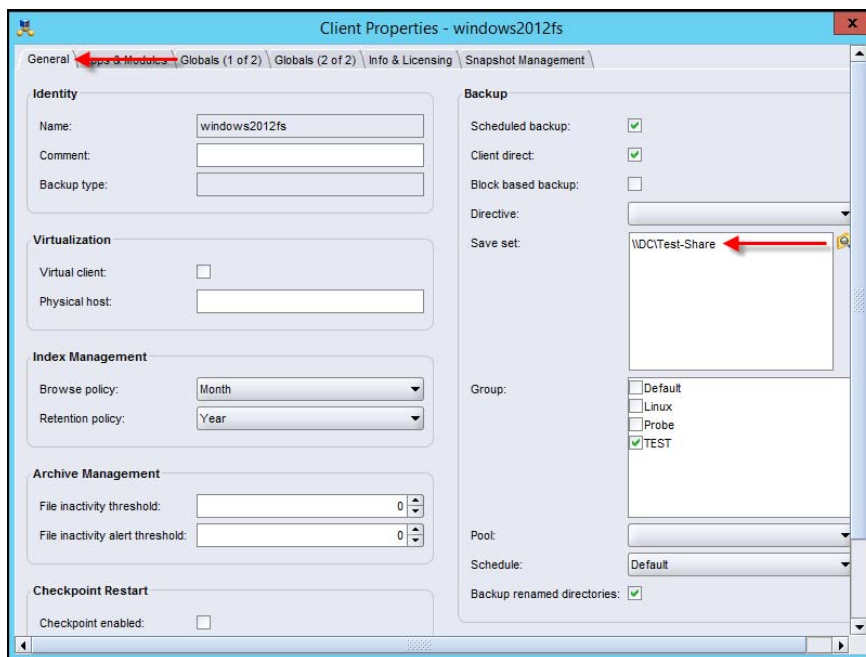 Client Properties - windows2012fs
x
General
Apps & Modules
Globals (1 of 2)
Globals (2 of 2)
Info & Licensing
Snapshot Management
Identity
Name:
windows2012fs
Comment:
Backup type:
Virtualization
Virtual client:
Physical host:
Index Management
Browse policy:
Month
Retention policy:
Year
Archive Management
File inactivity threshold:
0
File inactivity alert threshold:
0
Checkpoint Restart
Checkpoint enabled:
Backup
Scheduled backup:
Client direct:
Block based backup:
Directive:
Save set:
\\DC\Test-Share
Group:
Default
Linux
Probe
TEST
Pool:
Schedule:
Default
Backup renamed directories: